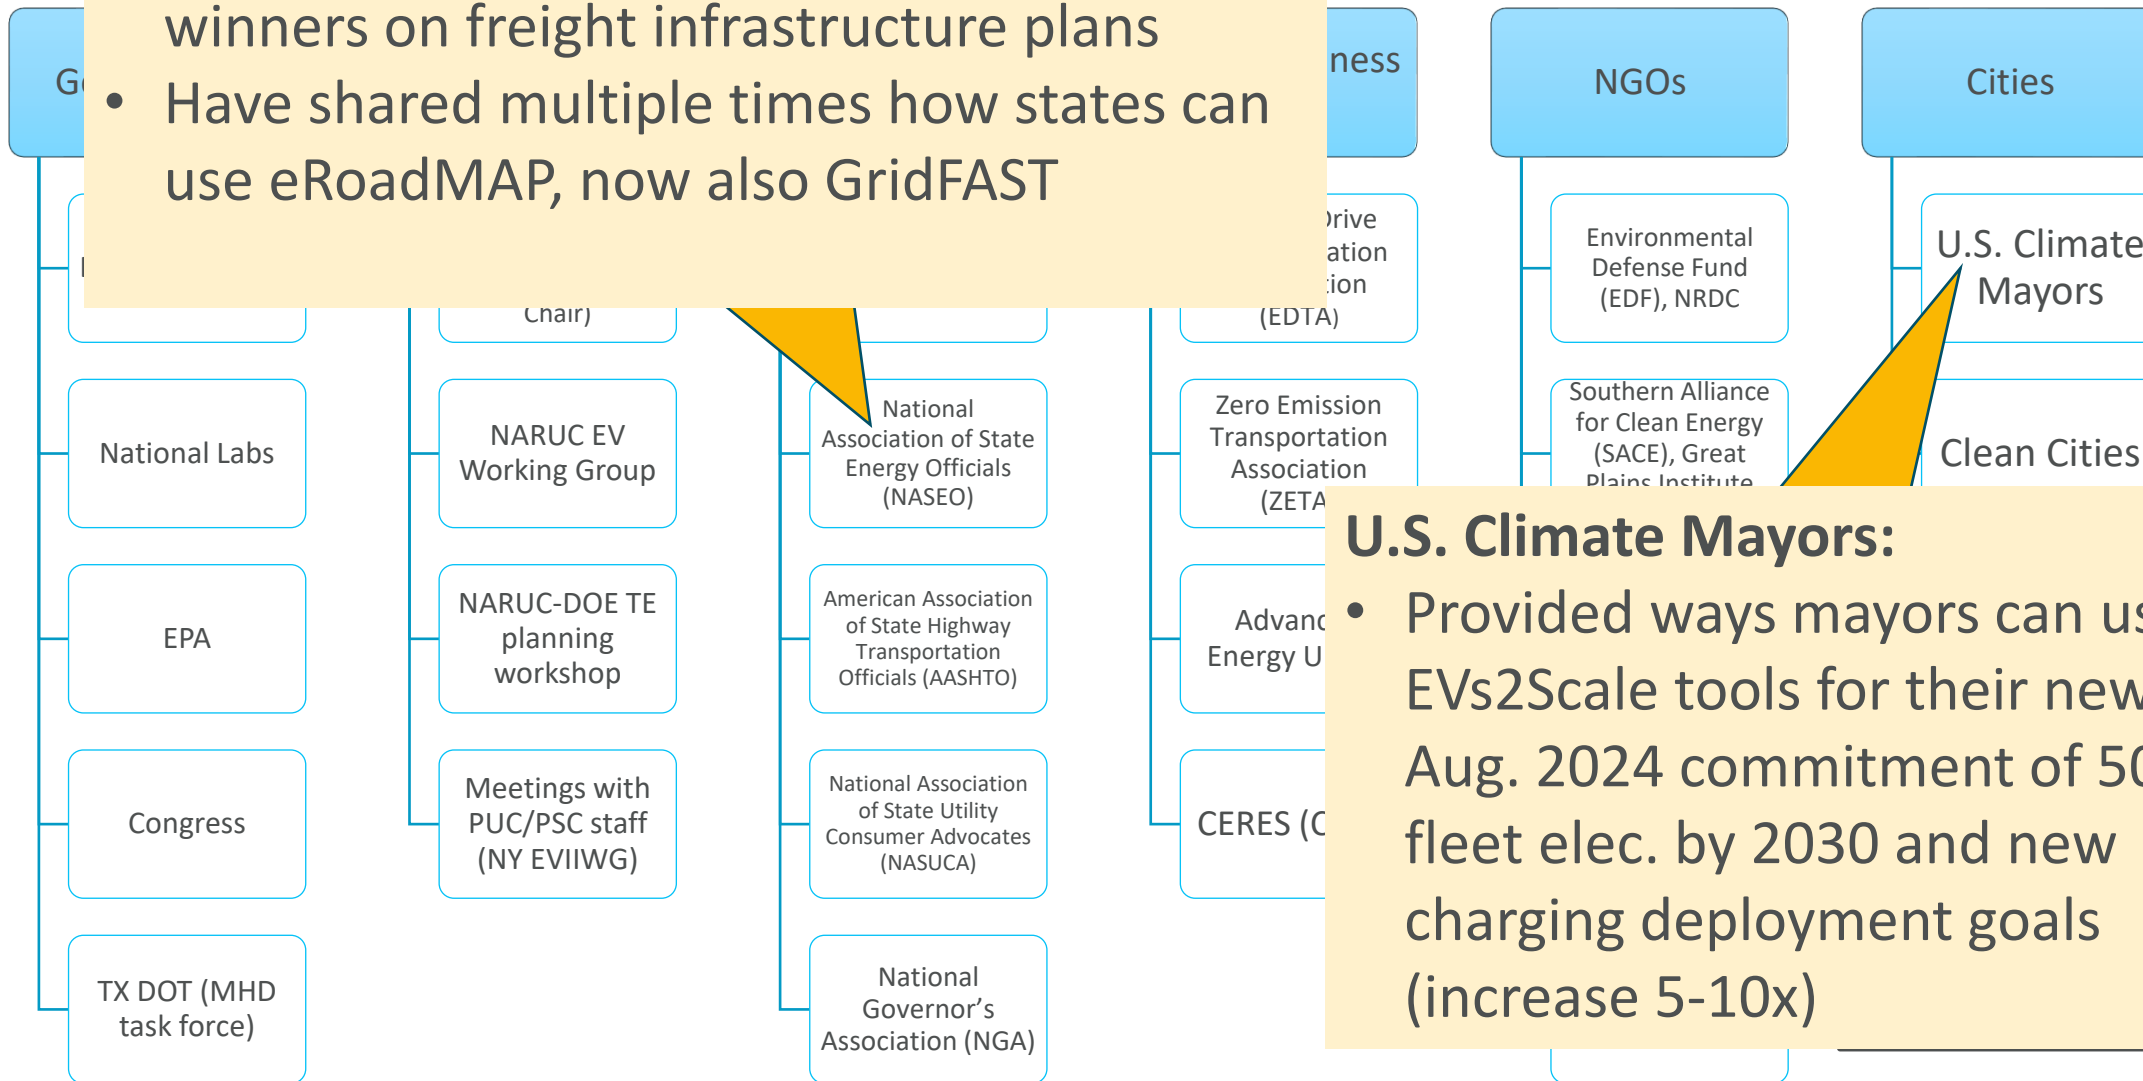 winners on freight infrastructure plans
• Have shared multiple times how states can
use eRoadMAP, now also GridFAST
NGOs
Cities
National Labs
EPA
Congress
TX DOT (MHD
task force)
Chair)
NARUC EV
Working Group
NARUC-DOE TE
planning
workshop
Meetings with
PUC/PSC staff
(NY EVIIWG)
National
Association of State
Energy Officials
(NASEO)
American Association
of State Highway
Transportation
Officials (AASHTO)
National Association
of State Utility
Consumer Advocates
(NASUCA)
National
Governor's
Association (NGA)
(EDTA)
Zero Emission
Transportation
Association
(ZETA
Energy
CERES
Environmental
Defense Fund
(EDF), NRDC
Southern Alliance
for Clean Energy
(SACE), Great
Plains Institute
U.S. Climate
Mayors
Clean Cities
U.S. Climate Mayors:
• Provided ways mayors can
EVs2Scale tools for their new
Aug. 2024 commitment of
fleet elec. by 2030 and new
charging deployment goals
(increase 5-10x)